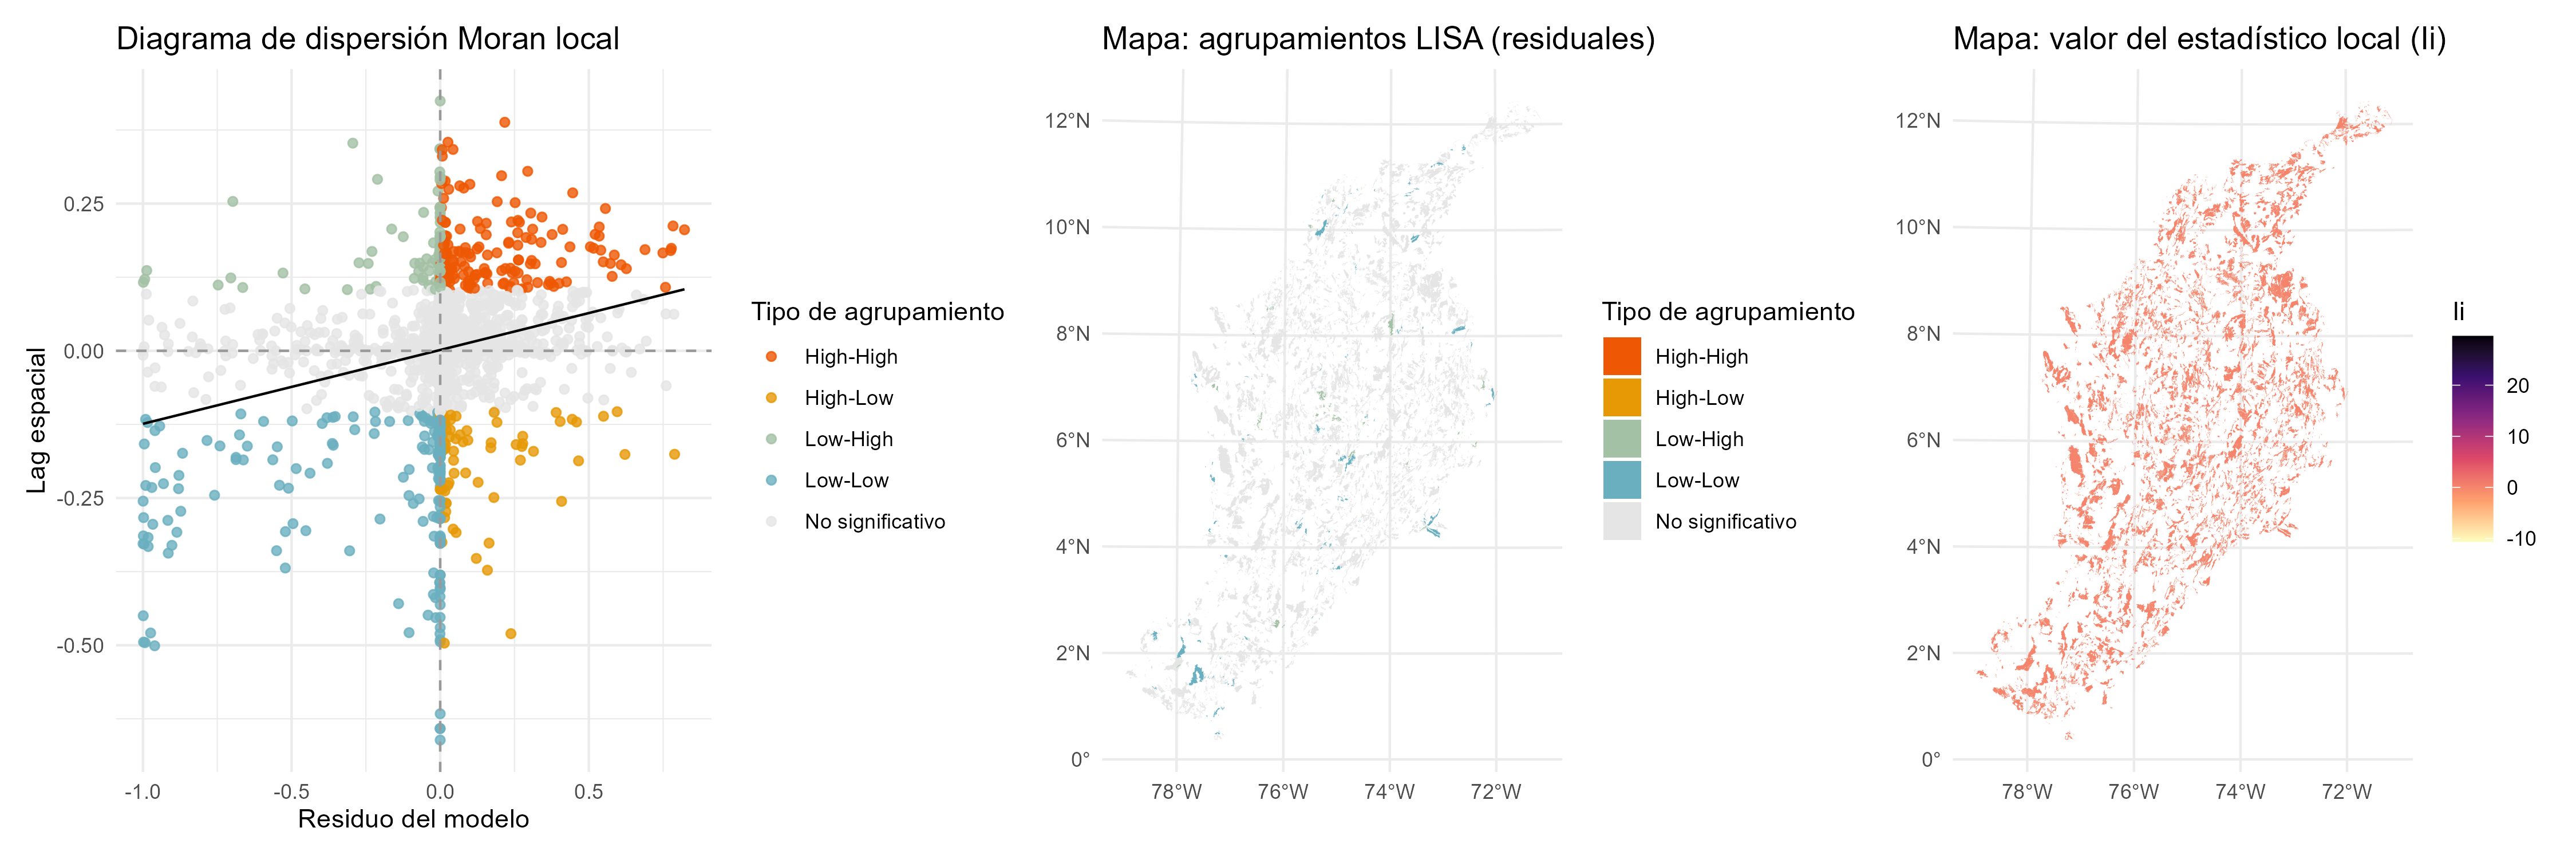 Diagrama de dispersión Moran local
Lag espacial
0.25
0.00
-0.25
-0.50
-1.0
-0.5
0.0
0.5
Residuo del modelo
Tipo de agrupamiento
High-High
High-Low
Low-High
Low-Low
No significativo
Mapa: agrupamientos LISA (residuales)
12°N
10°N
8°N
6°N
4°N
2°N
0°
78°W
76°W
74°W
72°W
Tipo de agrupamiento
High-High
High-Low
Low-High
Low-Low
No significativo
Mapa: valor del estadístico local (Ii)
12°N
10°N
8°N
6°N
4°N
2°N
0°
78°W
76°W
74°W
72°W
Ii
20
10
0
-10